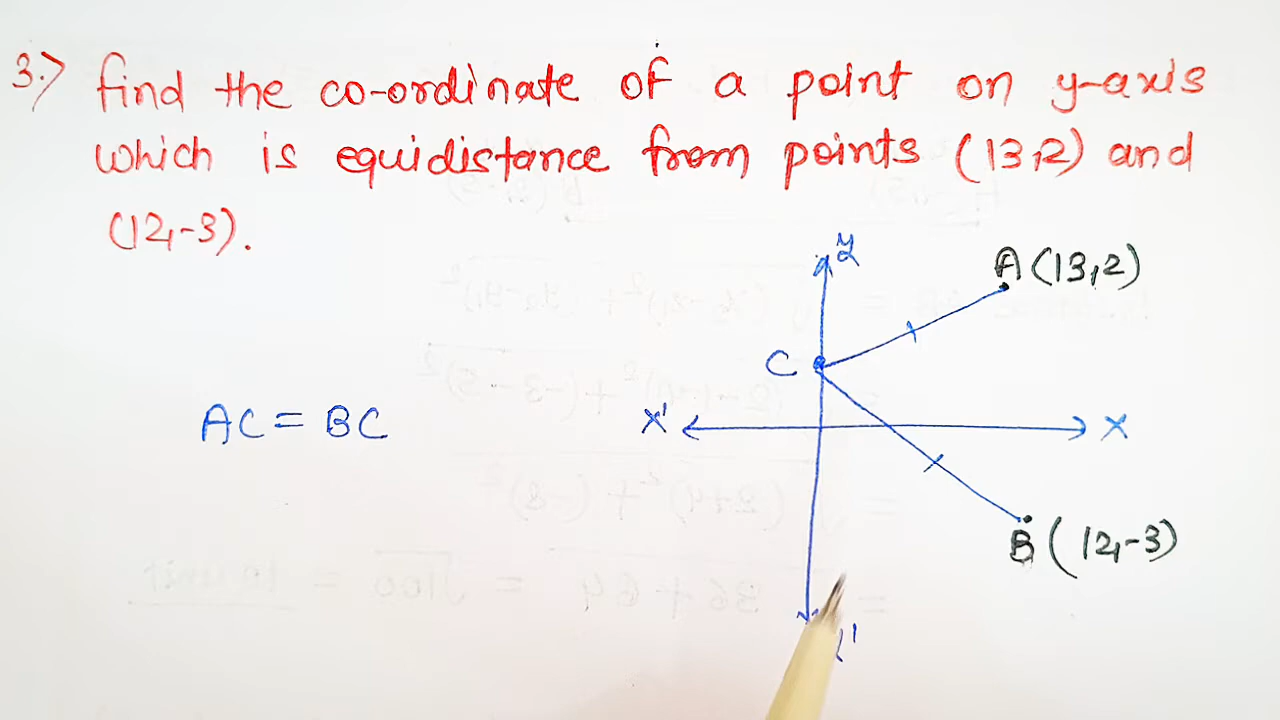 3.) find the co-ordinate of a point on y-axis
which is equidistance from points (13,2) and
(12,-3).
y
A (13,2)
C
AC = BC
X'
X
B (12,-3)